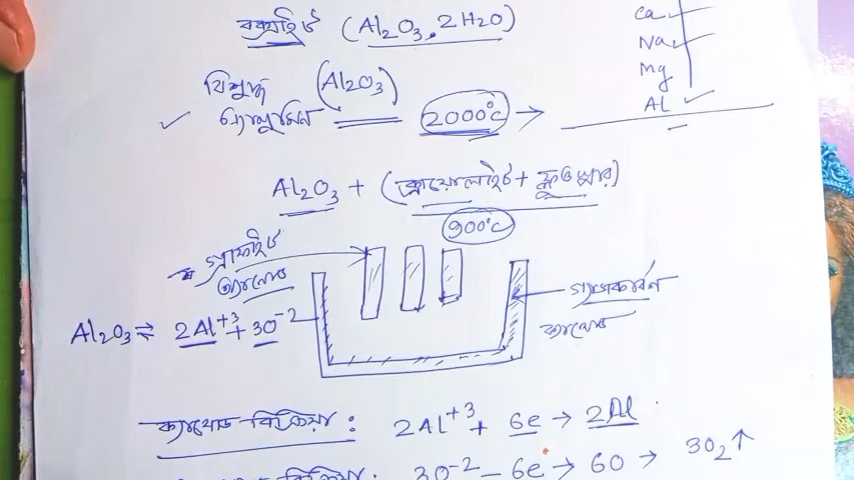 বক্সাইট (Al₂O₃.2H₂O)
Ca
Na
Mg
Al
বিশুদ্ধ (Al₂O₃)
অ্যালুমিনা 2000°C →
Al₂O₃ + (ক্রায়োলাইট + ফ্লুওস্পার)
900°C
গ্রাফাইট
অ্যানোড
গ্যাসকার্বন
ক্যাথোড
Al₂O₃ ⇌ 2Al⁺³ + 3O⁻²
ক্যাথোড বিক্রিয়া : 2Al⁺³ + 6e → 2Al
বিক্রিয়া: 3O⁻² – 6e → 6O → 3O₂↑